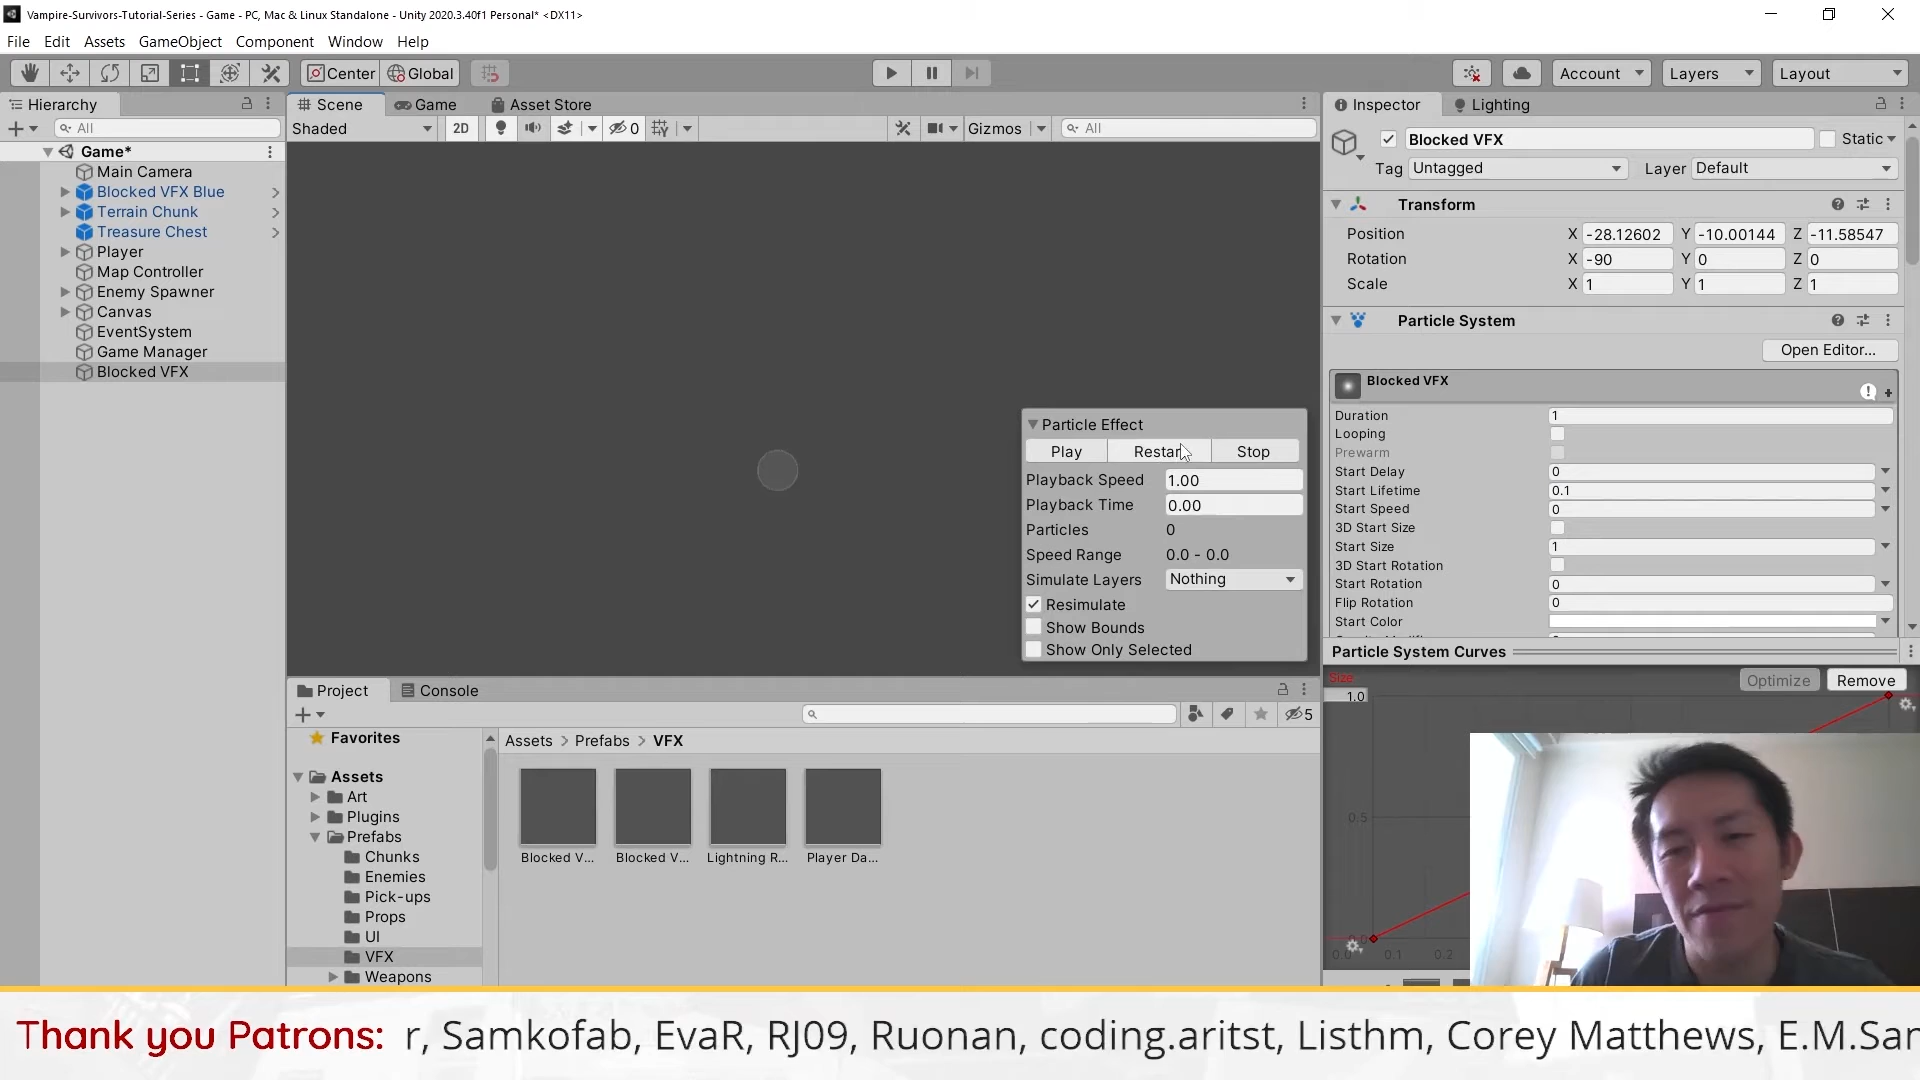 Vampire-Survivors-Tutorial-Series - Game - PC, Mac & Linux Standalone - Unity 2020.3.40f1 Personal* <DX11>
File Edit Assets GameObject Component Window Help
Center Global Account Layers Layout
Hierarchy
All
Game*
Main Camera
Blocked VFX Blue
Terrain Chunk
Treasure Chest
Player
Map Controller
Enemy Spawner
Canvas
EventSystem
Game Manager
Blocked VFX
Scene Game Asset Store
Shaded 2D 0 Gizmos All
Particle Effect
Play Restar Stop
Playback Speed 1.00
Playback Time 0.00
Particles 0
Speed Range 0.0 - 0.0
Simulate Layers Nothing
Resimulate
Show Bounds
Show Only Selected
Project Console
5
Favorites
Assets
Art
Plugins
Prefabs
Chunks
Enemies
Pick-ups
Props
UI
VFX
Weapons
Assets > Prefabs > VFX
Blocked V... Blocked V... Lightning R... Player Da...
Inspector Lighting
Blocked VFX Static
Tag Untagged Layer Default
Transform
Position X -28.12602 Y -10.00144 Z -11.58547
Rotation X -90 Y 0 Z 0
Scale X 1 Y 1 Z 1
Particle System
Open Editor...
Blocked VFX
Duration 1
Looping
Prewarm
Start Delay 0
Start Lifetime 0.1
Start Speed 0
3D Start Size
Start Size 1
3D Start Rotation
Start Rotation 0
Flip Rotation 0
Start Color
Particle System Curves
Size
Optimize Remove
1.0
0.5
0.0
0.0 0.1 0.2
Thank you Patrons: r, Samkofab, EvaR, RJ09, Ruonan, coding.aritst, Listhm, Corey Matthews, E.M.Sar